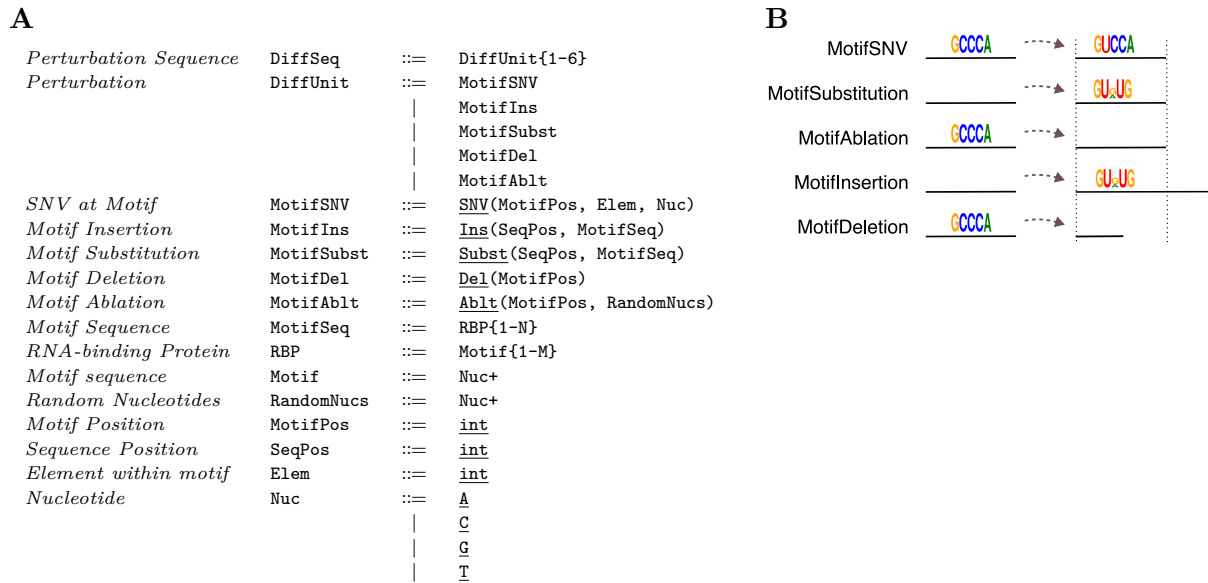 A
Perturbation Sequence DiffSeq ::= DiffUnit{1-6}
Perturbation DiffUnit ::= MotifSNV
| MotifIns
| MotifSubst
| MotifDel
| MotifAblt
SNV at Motif MotifSNV ::= SNV(MotifPos, Elem, Nuc)
Motif Insertion MotifIns ::= Ins(SeqPos, MotifSeq)
Motif Substitution MotifSubst ::= Subst(SeqPos, MotifSeq)
Motif Deletion MotifDel ::= Del(MotifPos)
Motif Ablation MotifAblt ::= Ablt(MotifPos, RandomNucs)
Motif Sequence MotifSeq ::= RBP{1-N}
RNA-binding Protein RBP ::= Motif{1-M}
Motif sequence Motif ::= Nuc+
Random Nucleotides RandomNucs ::= Nuc+
Motif Position MotifPos ::= int
Sequence Position SeqPos ::= int
Element within motif Elem ::= int
Nucleotide Nuc ::= A
| C
| G
| T
B
MotifSNV GCCCA GUCCA
MotifSubstitution GUGAUG
MotifAblation GCCCA
MotifInsertion GUGAUG
MotifDeletion GCCCA